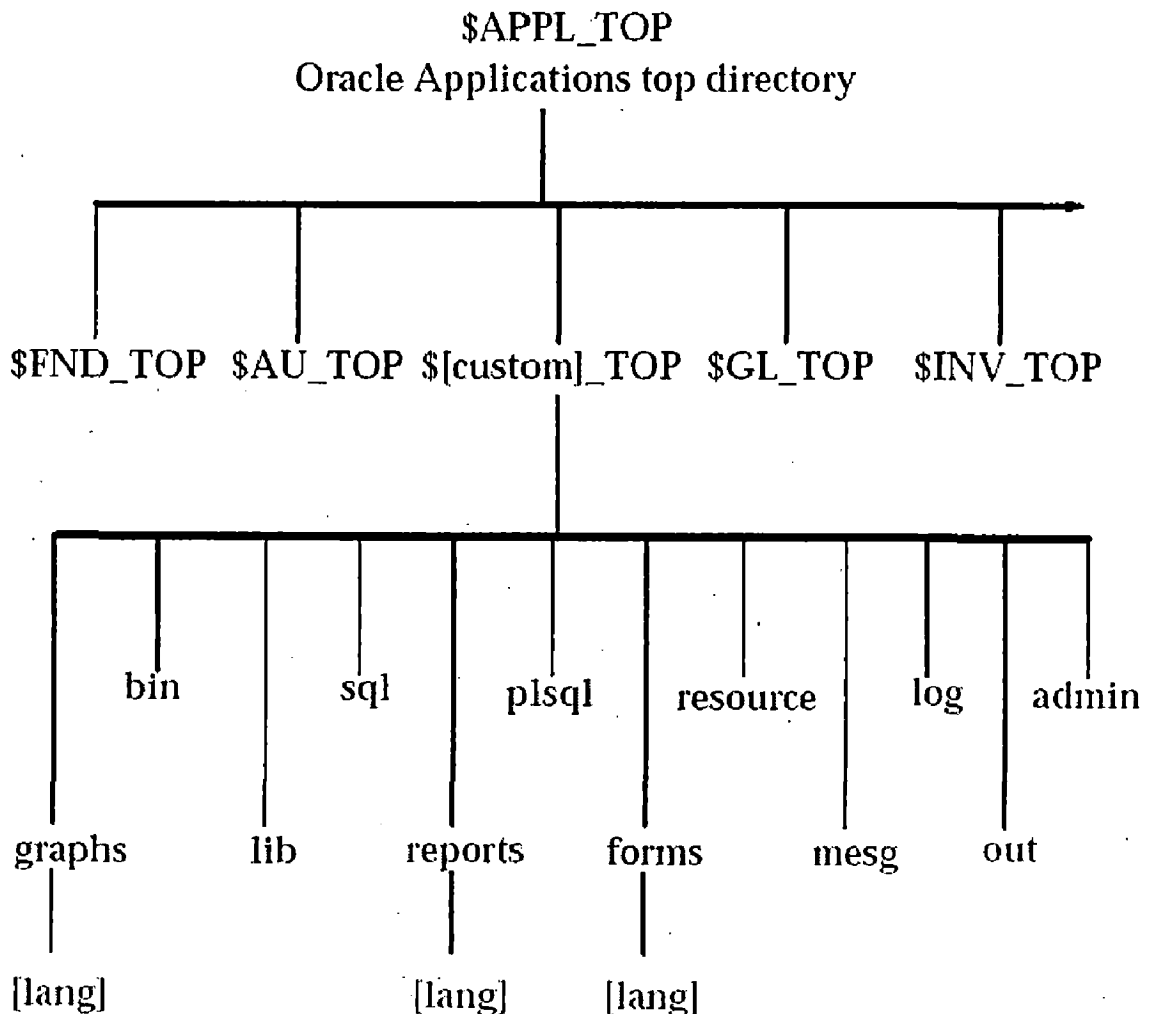 $APPL_TOP
Oracle Applications top directory
$FND_TOP $AU_TOP $[custom]_TOP $GL_TOP $INV_TOP
bin sql plsql resource log admin
graphs lib reports forms mesg out
[lang] [lang] [lang]